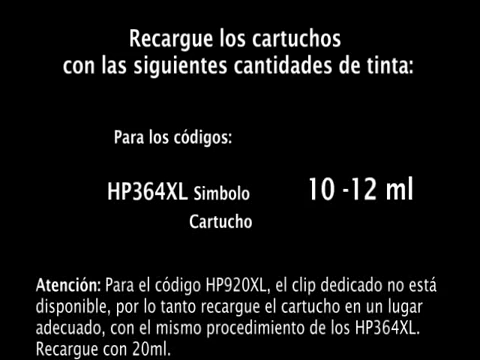 Recargue los cartuchos
con las siguientes cantidades de tinta:
Para los códigos:
HP364XL Simbolo 10 -12 ml
Cartucho
Atención: Para el código HP920XL, el clip dedicado no está
disponible, por lo tanto recargue el cartucho en un lugar
adecuado, con el mismo procedimiento de los HP364XL.
Recargue con 20ml.